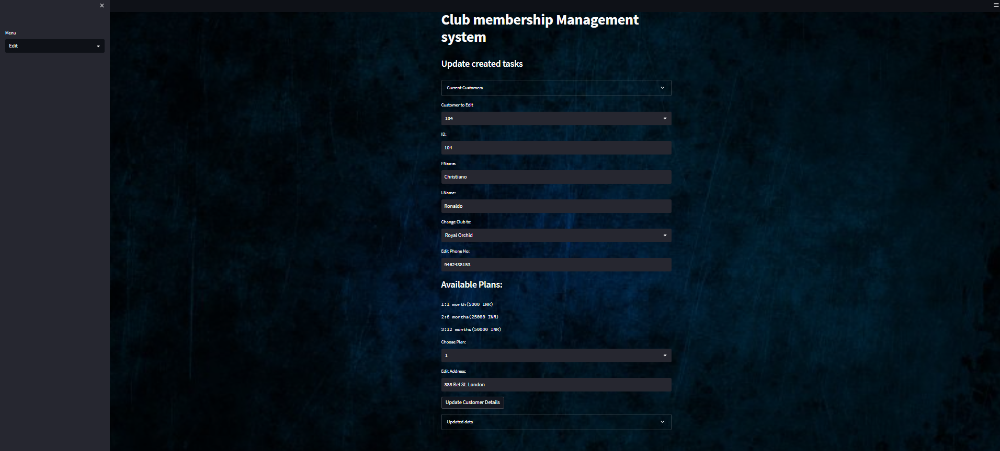 Menu
Edit
Club membership Management
system
Update created tasks
Current Customers
Customer to Edit
104
ID:
104
FName:
Christiano
LName:
Ronaldo
Change Club to:
Royal Orchid
Edit Phone No:
9462438153
Available Plans:
1:1 month(5000 INR)
2:6 months(25000 INR)
3:12 months(50000 INR)
Choose Plan:
1
Edit Address:
888 Bel St. London
Update Customer Details
Updated data